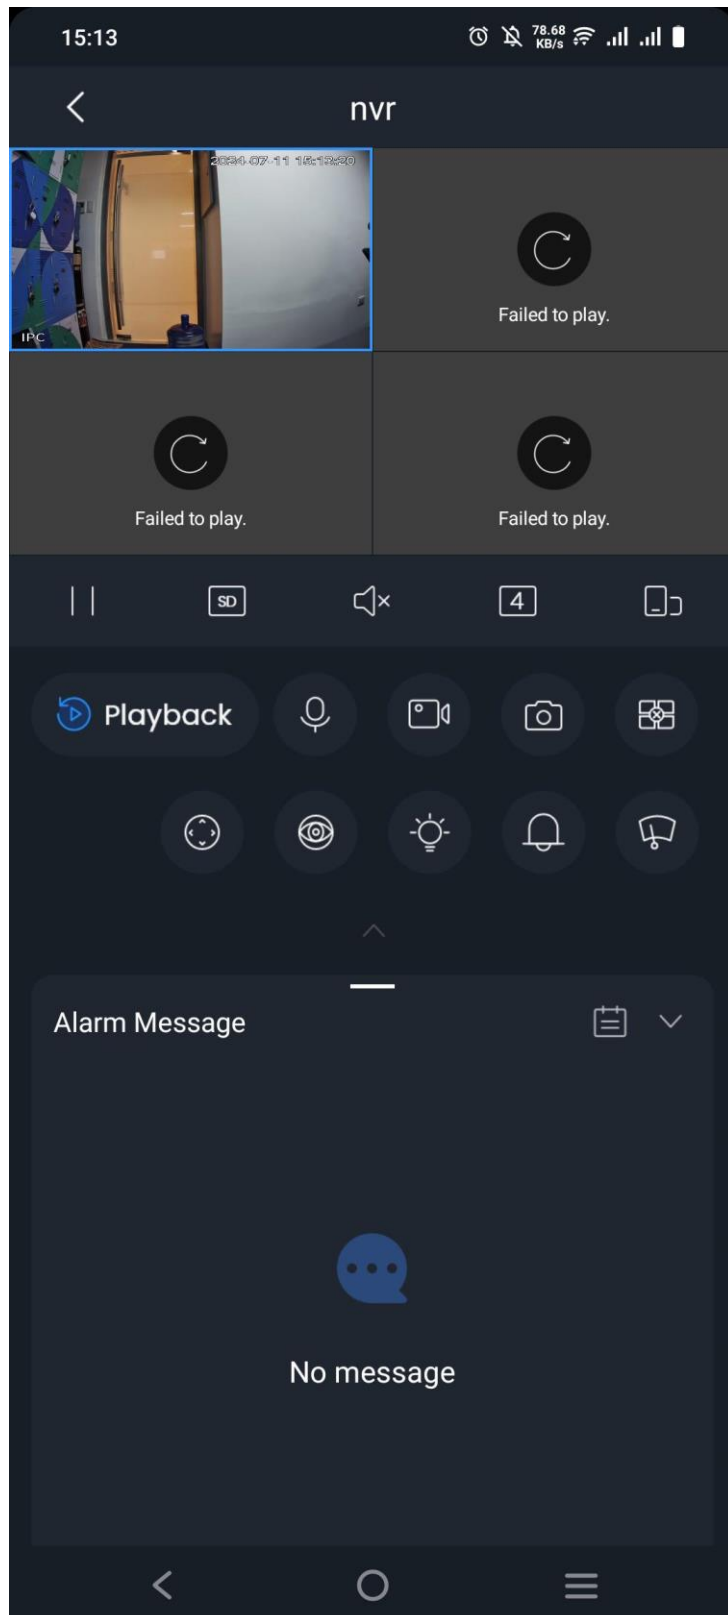 15:13
78.68
KB/s
nvr
2024-07-11 15:13:20
IPC
Failed to play.
Failed to play.
Failed to play.
SD
4
Playback
Alarm Message
No message